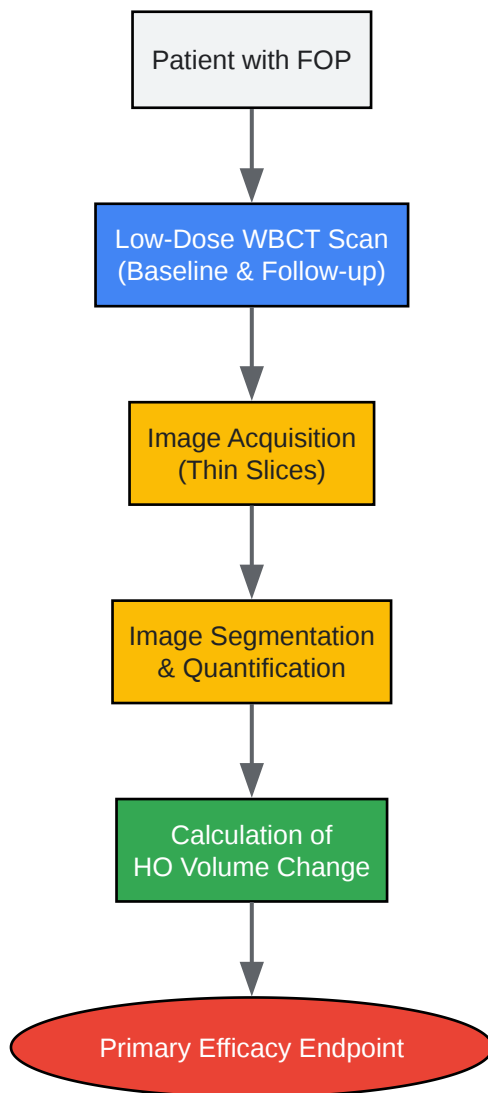 Patient with FOP
Low-Dose WBCT Scan
(Baseline & Follow-up)
Image Acquisition
(Thin Slices)
Image Segmentation
& Quantification
Calculation of
HO Volume Change
Primary Efficacy Endpoint